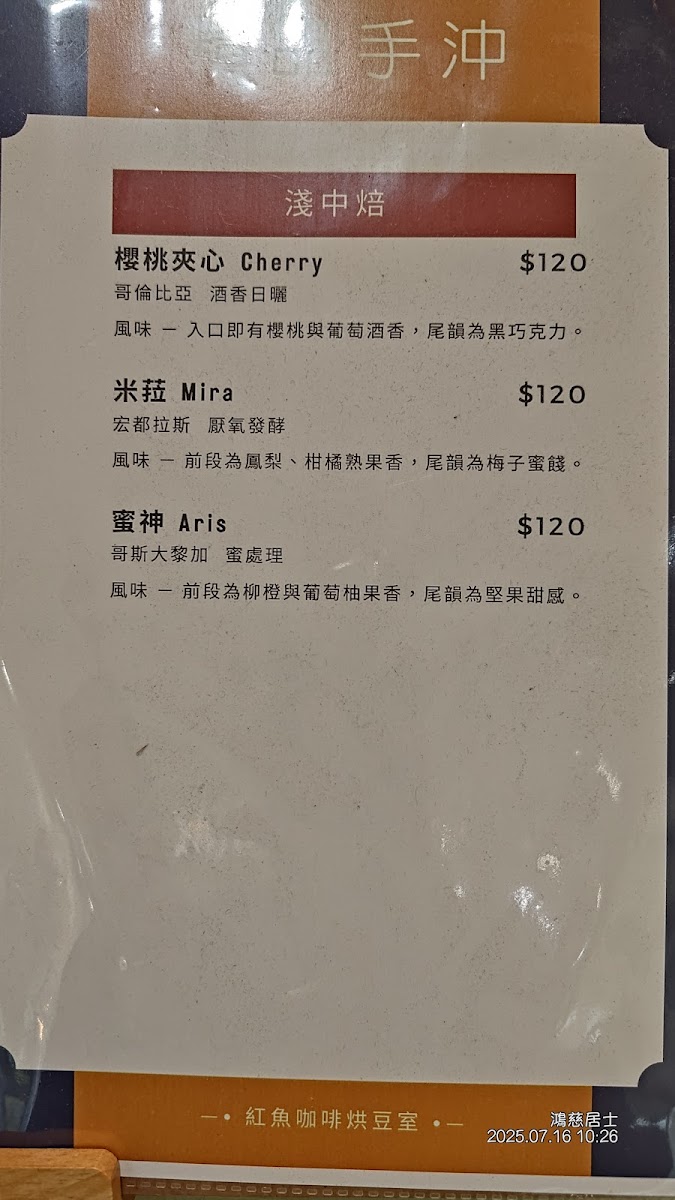 手沖
淺中焙
櫻桃夾心 Cherry $120
哥倫比亞 酒香日曬
風味 － 入口即有櫻桃與葡萄酒香，尾韻為黑巧克力。
米菈 Mira $120
宏都拉斯 厭氧發酵
風味 － 前段為鳳梨、柑橘熟果香，尾韻為梅子蜜餞。
蜜神 Aris $120
哥斯大黎加 蜜處理
風味 － 前段為柳橙與葡萄柚果香，尾韻為堅果甜感。
—• 紅魚咖啡烘豆室 •—
鴻慈居士
2025.07.16 10:26